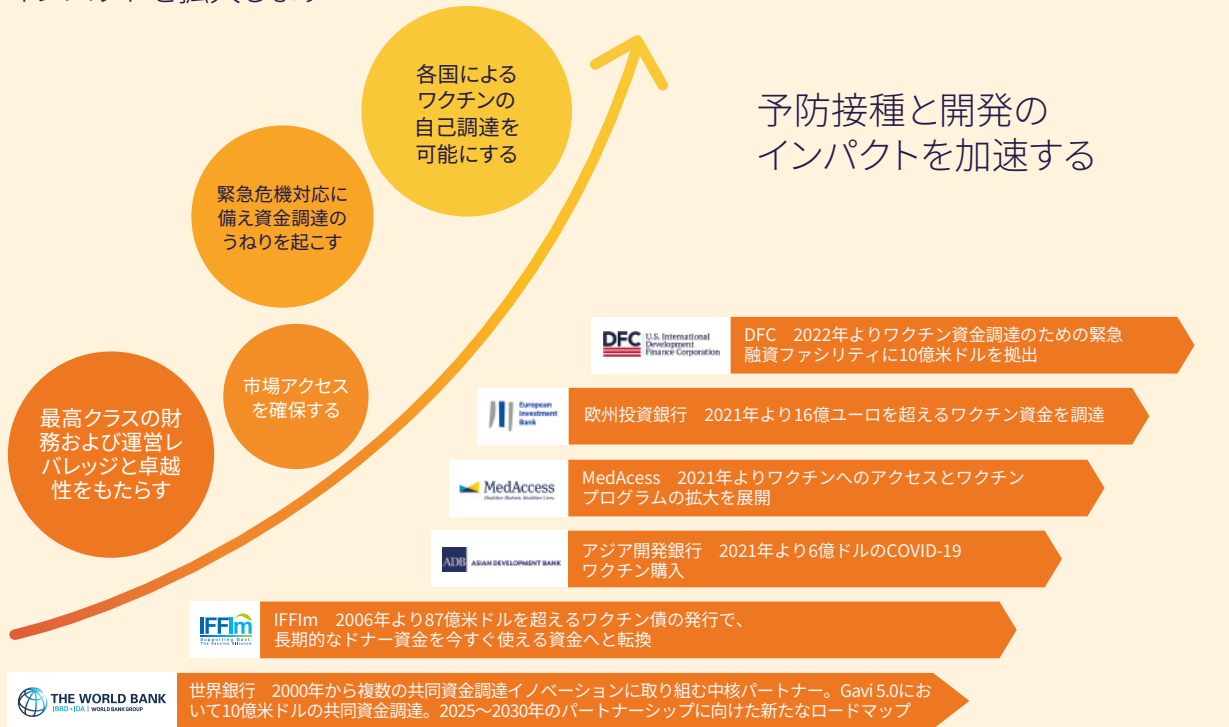 各国による
ワクチンの
自己調達を
可能にする
予防接種と開発の
インパクトを加速する
緊急危機対応に
備え資金調達の
うねりを起こす
市場アクセス
を確保する
最高クラスの財
務および運営レ
バレッジと卓越
性をもたらす
DFC
U.S. International
Development
Finance Corporation
DFC 2022年よりワクチン資金調達のための緊急
融資ファシリティに10億米ドルを拠出
European
Investment
Bank
欧州投資銀行 2021年より16億ユーロを超えるワクチン資金を調達
MedAccess
MedAcess 2021年よりワクチンへのアクセスとワクチン
プログラムの拡大を展開
ADB ASIAN DEVELOPMENT BANK
アジア開発銀行 2021年より6億ドルのCOVID-19
ワクチン購入
IFFIm
Supporting Gavi,
The Vaccine Alliance
IFFIm 2006年より87億米ドルを超えるワクチン債の発行で、
長期的なドナー資金を今すぐ使える資金へと転換
THE WORLD BANK
IBRD • IDA | WORLD BANK GROUP
世界銀行 2000年から複数の共同資金調達イノベーションに取り組む中核パートナー。Gavi 5.0にお
いて10億米ドルの共同資金調達。2025～2030年のパートナーシップに向けた新たなロードマップ